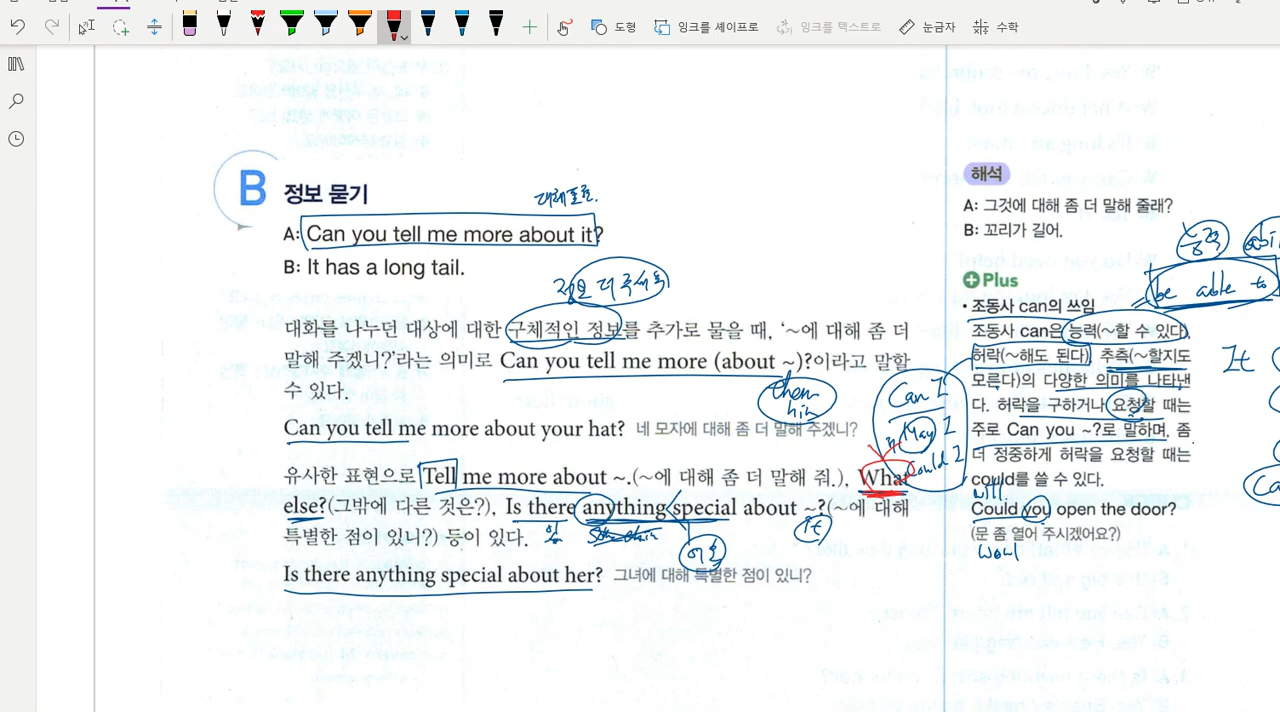 도형
잉크를 셰이프로
잉크를 텍스트로
눈금자
수학
B 정보 묻기
대체표현.
A: Can you tell me more about it?
B: It has a long tail.
정보 더
대화를 나누던 대상에 대한 구체적인 정보를 추가로 물을 때, '~에 대해 좀 더
말해 주겠니?'라는 의미로 Can you tell me more (about ~)?이라고 말할
수 있다.
them
him
Can you tell me more about your hat? 네 모자에 대해 좀 더 말해 주겠니?
유사한 표현으로 Tell me more about ~.(~에 대해 좀 더 말해 줘.), What
else?(그밖에 다른 것은?), Is there anything special about ~?(~에 대해
특별한 점이 있니?) 등이 있다.
it
Is there anything special about her? 그녀에 대해 특별한 점이 있니?
해석
A: 그것에 대해 좀 더 말해 줄래?
B: 꼬리가 길어.
능력
be able to
Plus
조동사 can의 쓰임
조동사 can은 능력(~할 수 있다),
허락(~해도 된다), 추측(~할지도
모른다)의 다양한 의미를 나타낸
다. 허락을 구하거나 요청할 때는
주로 Can you ~?로 말하며, 좀
더 정중하게 허락을 요청할 때는
could를 쓸 수 있다.
Can I
May I
Could I
It
will
Could you open the door?
(문 좀 열어 주시겠어요?)